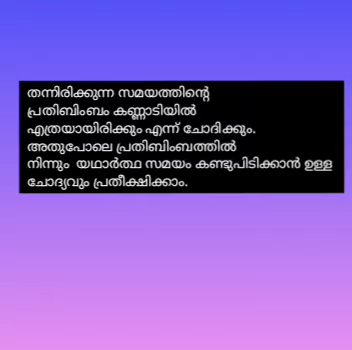 തന്നിരിക്കുന്ന സമയത്തിന്റെ
പ്രതിബിംബം കണ്ണാടിയിൽ
എത്രയായിരിക്കും എന്ന് ചോദിക്കും.
അതുപോലെ പ്രതിബിംബത്തിൽ
നിന്നും യഥാർത്ഥ സമയം കണ്ടുപിടിക്കാൻ ഉള്ള
ചോദ്യവും പ്രതീക്ഷിക്കാം.